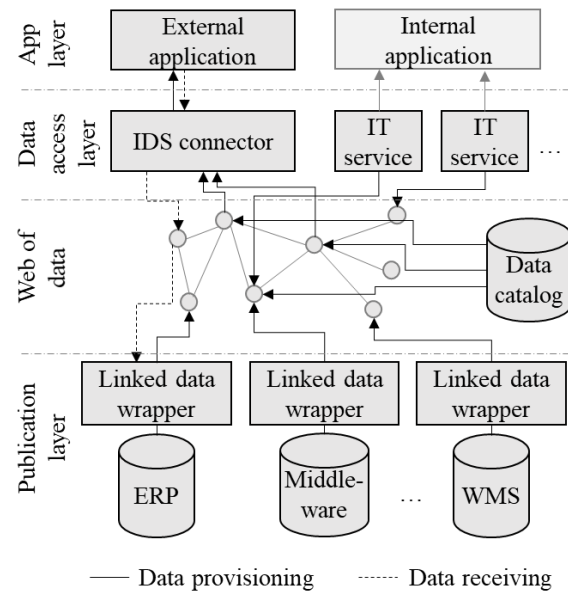 App
layer
External
application
Internal
application
Data
access
layer
IDS connector
IT
service
IT
service
...
Web of
data
Data
catalog
Publication
layer
Linked data
wrapper
Linked data
wrapper
Linked data
wrapper
ERP
Middle-
ware
...
WMS
Data provisioning
Data receiving